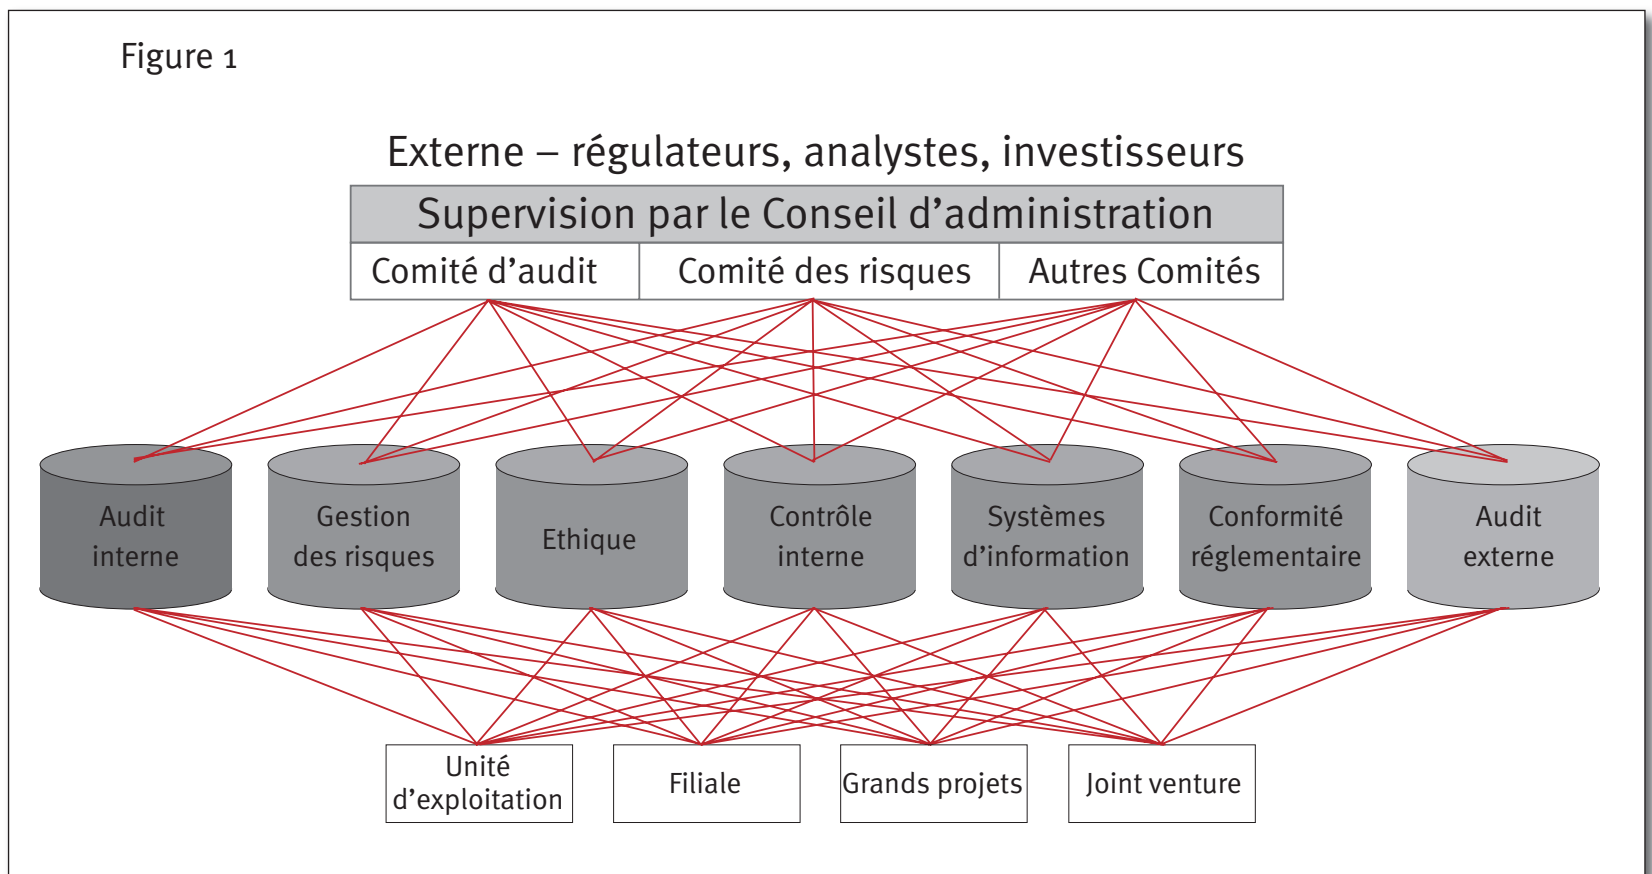 Figure 1
Externe – régulateurs, analystes, investisseurs
Supervision par le Conseil d’administration
Comité d’audit
Comité des risques
Autres Comités
Audit
interne
Gestion
des risques
Ethique
Contrôle
interne
Systèmes
d'information
Conformité
réglementaire
Audit
externe
Unité
d’exploitation
Filiale
Grands projets
Joint venture